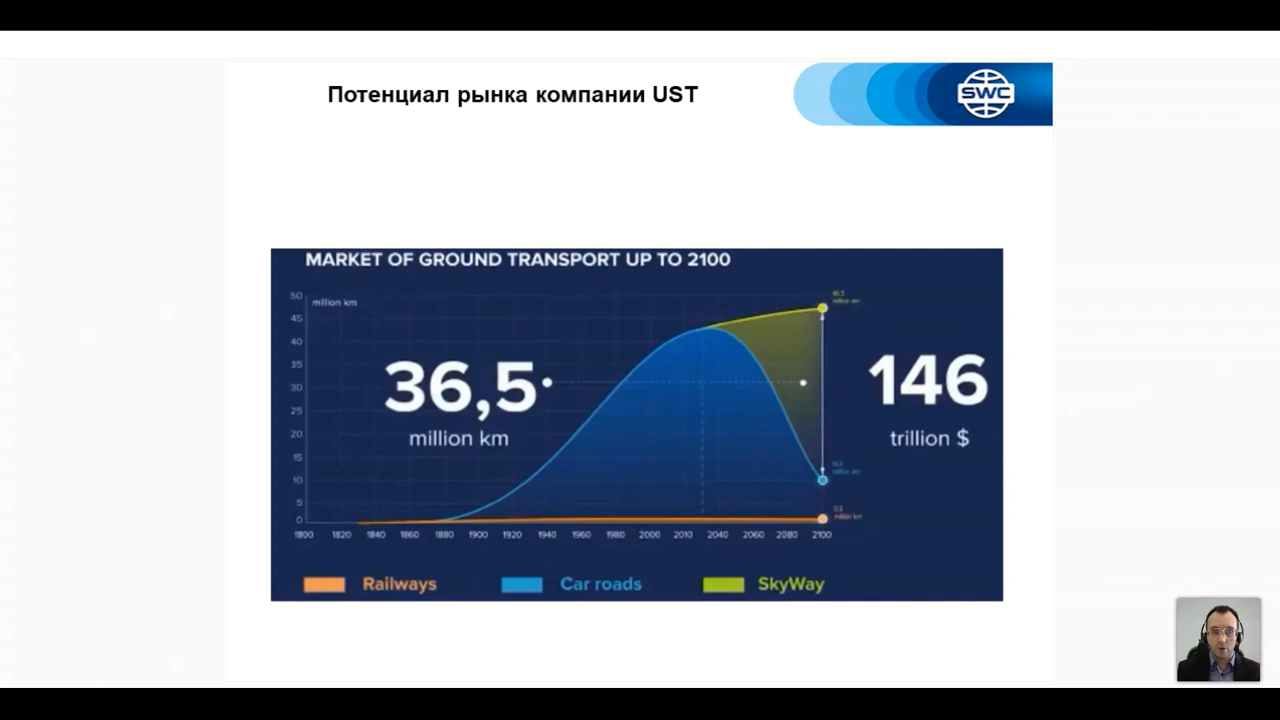 Потенциал рынка компании UST
SWC
MARKET OF GROUND TRANSPORT UP TO 2100
50
million km
45
40
35
30
25
20
15
10
5
0
36,5
million km
146
trillion $
million km
1800 1820 1840 1860 1880 1900 1920 1940 1960 1980 2000 2010 2040 2060 2080 2100
Railways Car roads SkyWay